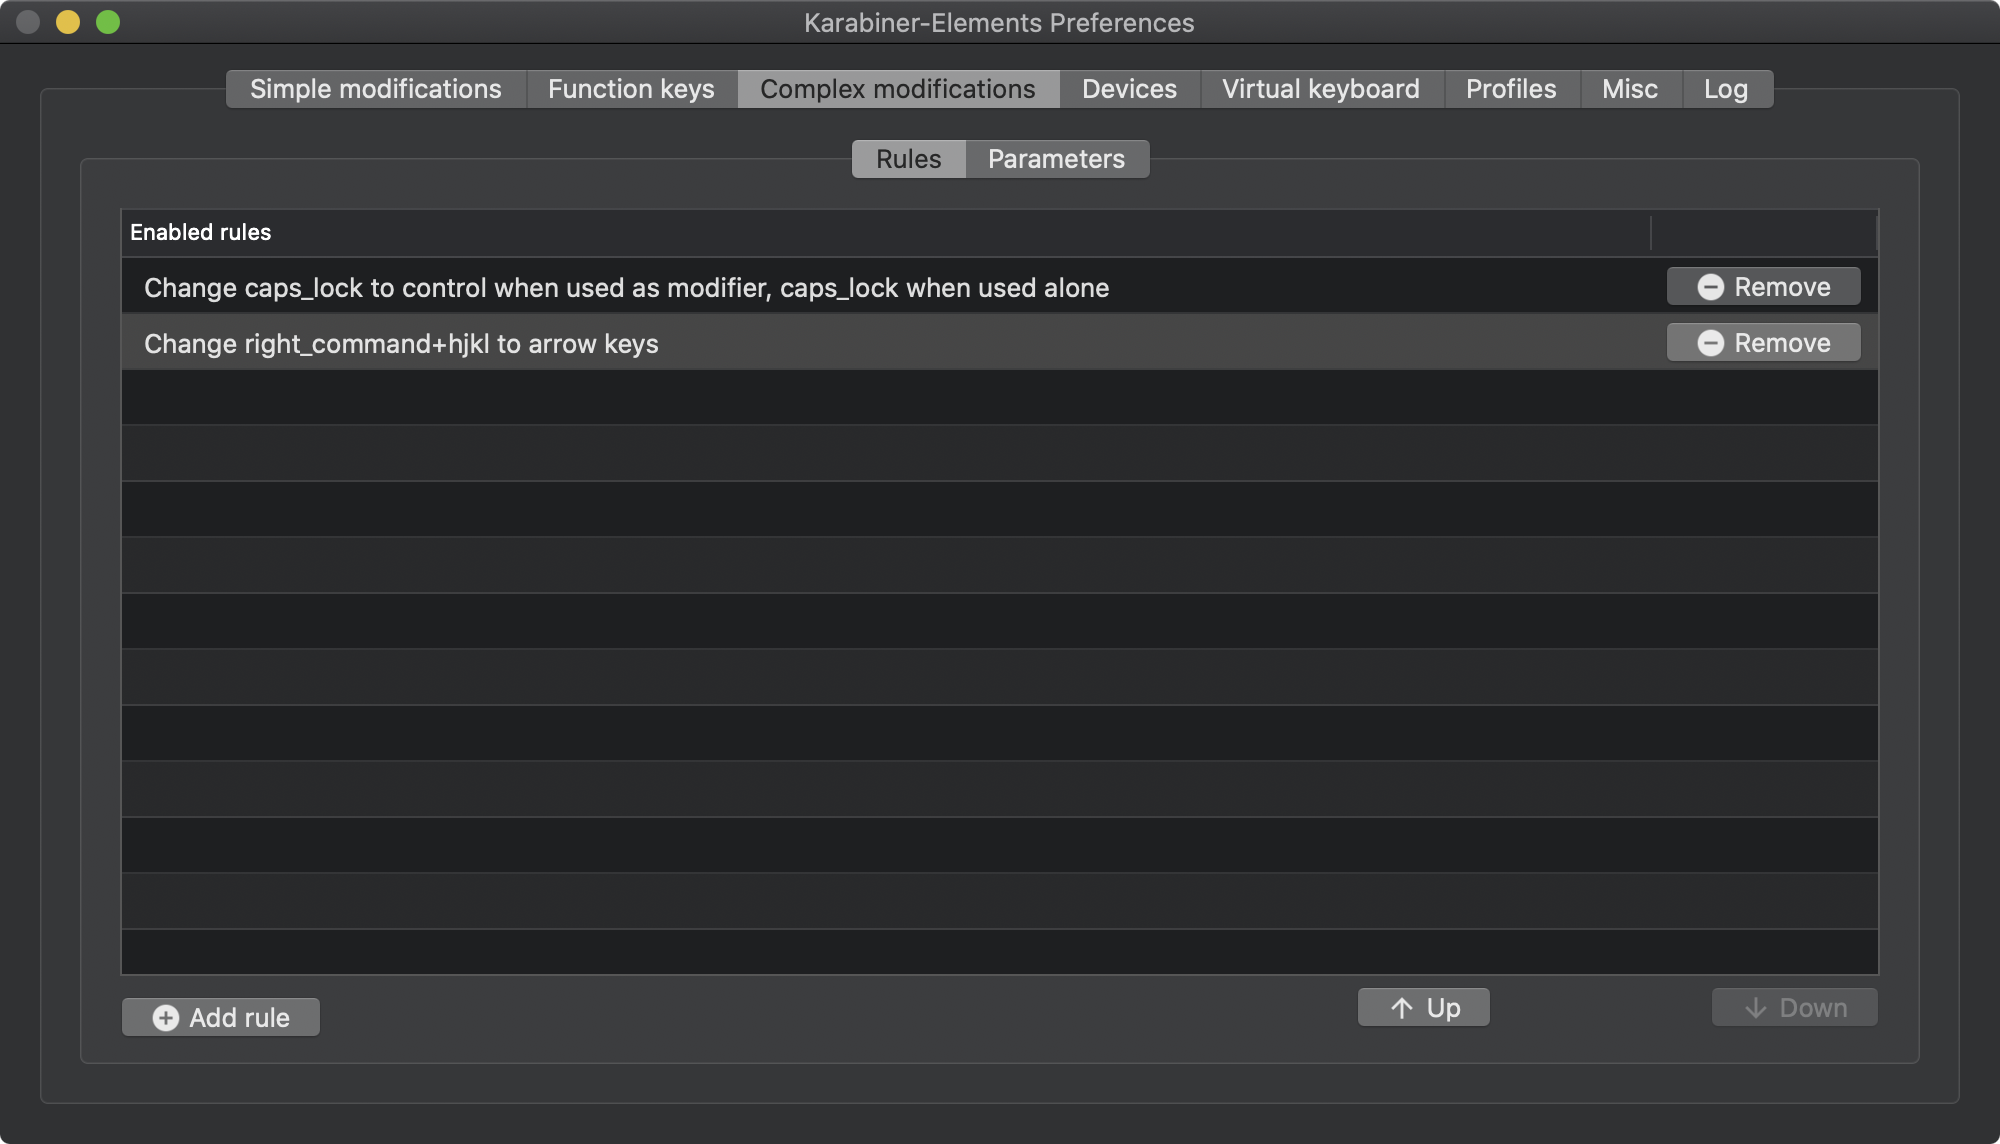 Karabiner-Elements Preferences
Simple modifications Function keys Complex modifications Devices Virtual keyboard Profiles Misc Log
Rules Parameters
Enabled rules
Change caps_lock to control when used as modifier, caps_lock when used alone Remove
Change right_command+hjkl to arrow keys Remove
Add rule Up Down